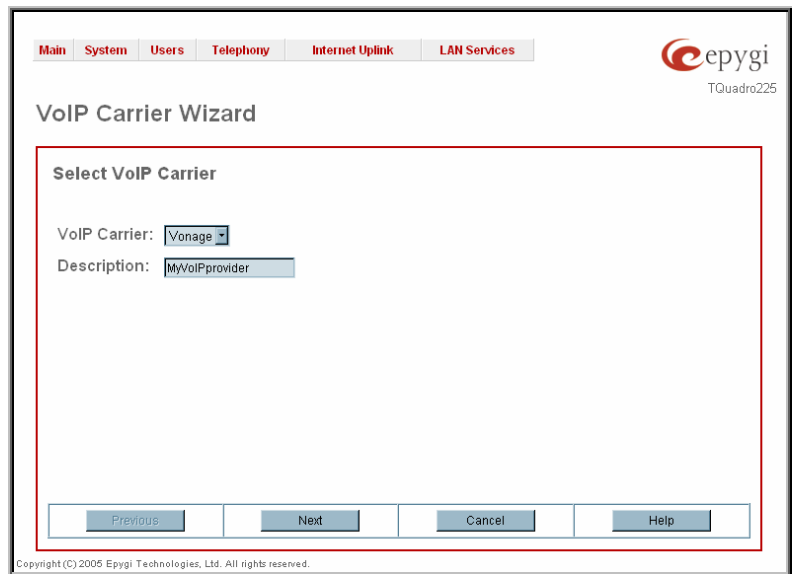 Main System Users Telephony Internet Uplink LAN Services
epygi
TQuadro225
VoIP Carrier Wizard
Select VoIP Carrier
VoIP Carrier: Vonage
Description: MyVoIPprovider
Previous Next Cancel Help
Copyright (C) 2005 Epygi Technologies, Ltd. All rights reserved.